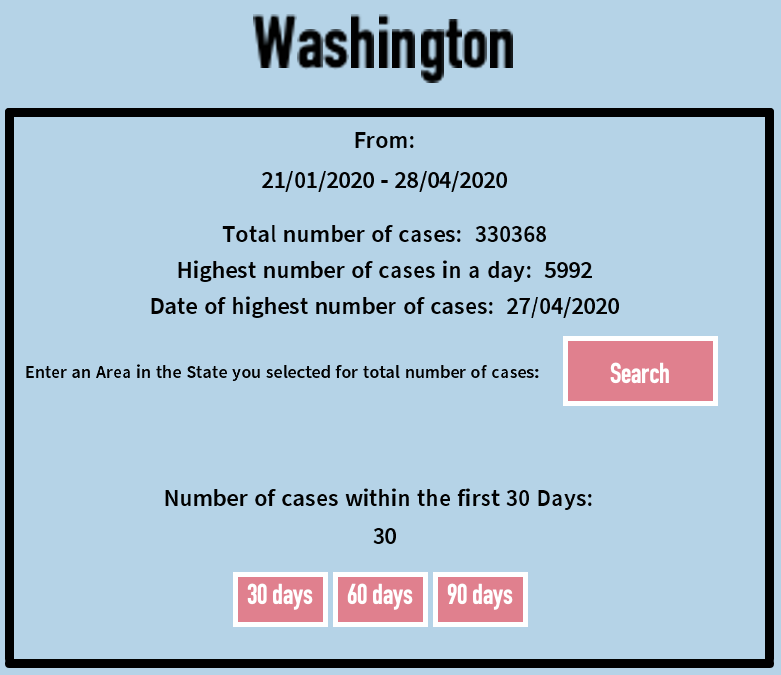 Washington
From:
21/01/2020 - 28/04/2020
Total number of cases: 330368
Highest number of cases in a day: 5992
Date of highest number of cases: 27/04/2020
Enter an Area in the State you selected for total number of cases:
Search
Number of cases within the first 30 Days:
30
30 days 60 days 90 days